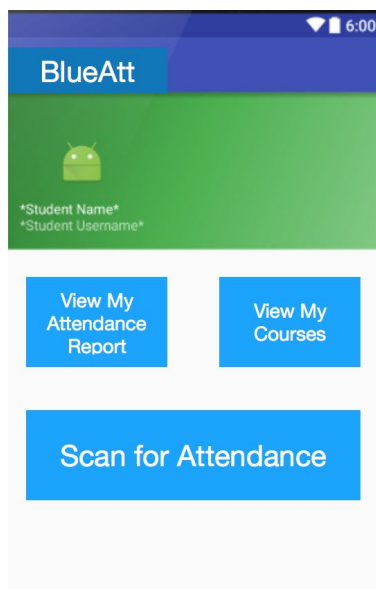 6:00
BlueAtt
*Student Name*
*Student Username*
View My
Attendance
Report
View My
Courses
Scan for Attendance